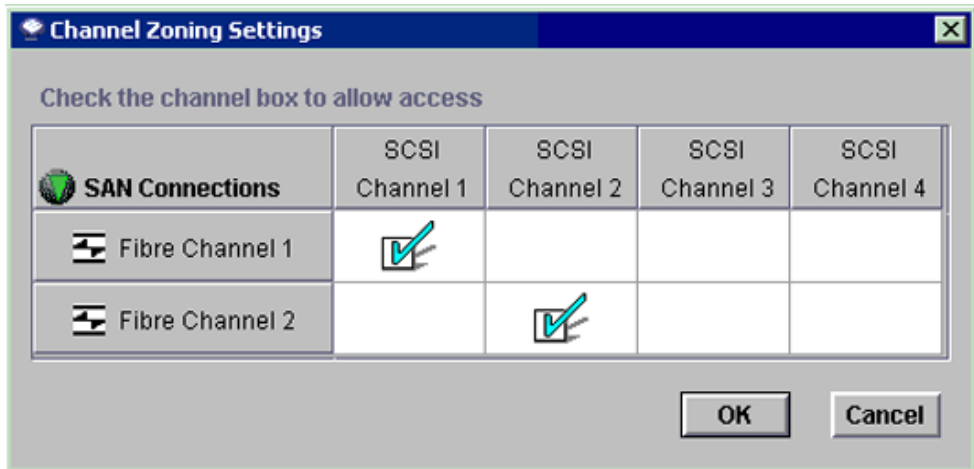 Channel Zoning Settings
Check the channel box to allow access
SAN Connections
SCSI Channel 1
SCSI Channel 2
SCSI Channel 3
SCSI Channel 4
Fibre Channel 1
Fibre Channel 2
OK
Cancel